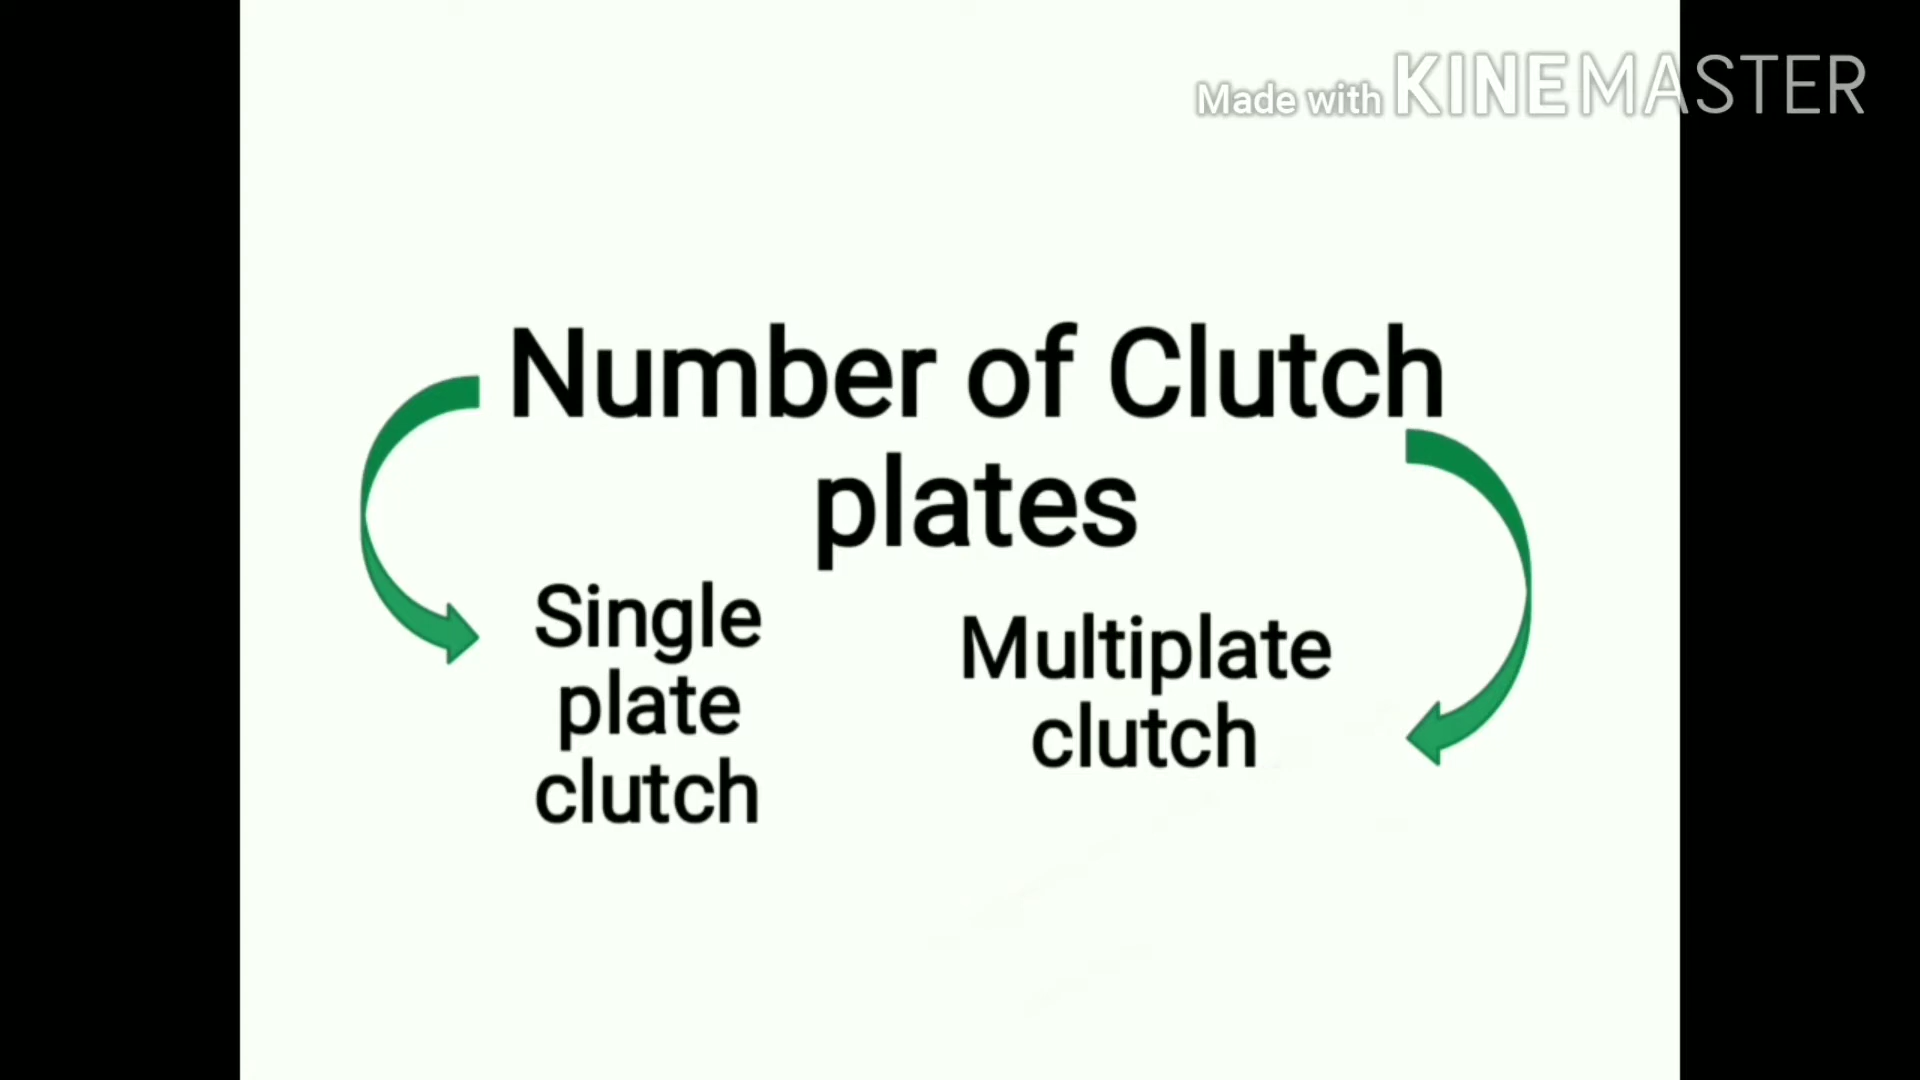 Made with KINEMASTER
Number of Clutch
plates
Single
plate
clutch
Multiplate
clutch